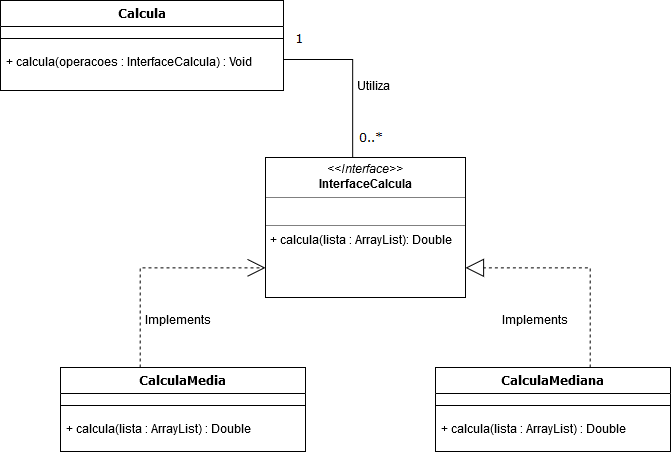 Calcula
+ calcula(operacoes : InterfaceCalcula) : Void
1
Utiliza
0..*
<<Interface>>
InterfaceCalcula
+ calcula(lista : ArrayList): Double
Implements
Implements
CalculaMedia
+ calcula(lista : ArrayList) : Double
CalculaMediana
+ calcula(lista : ArrayList) : Double